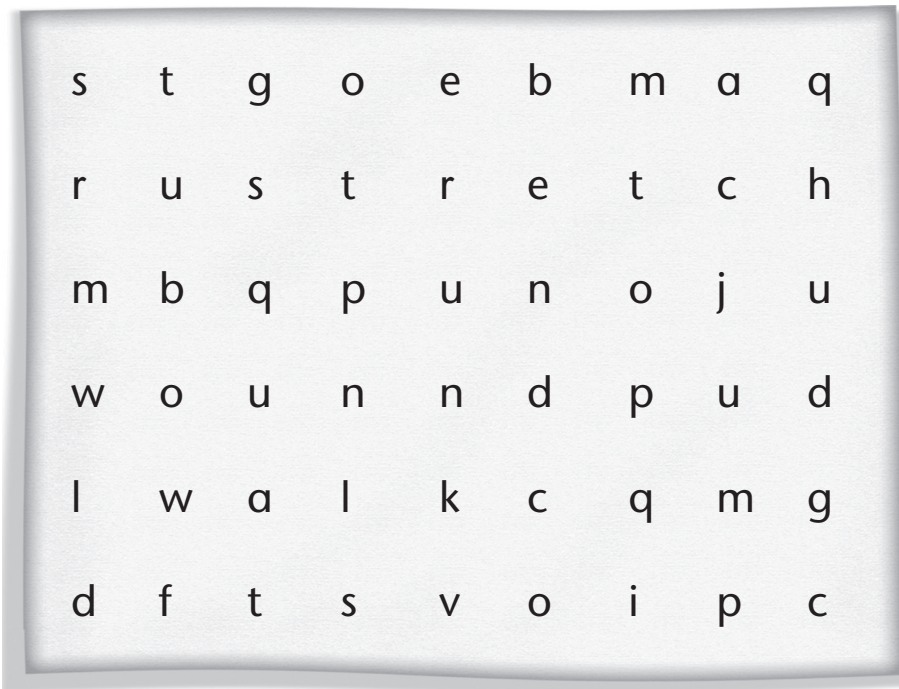 s t g o e b m a q
r u s t r e t c h
m b q p u n o j u
w o u n n d p u d
l w a l k c q m g
d f t s v o i p c